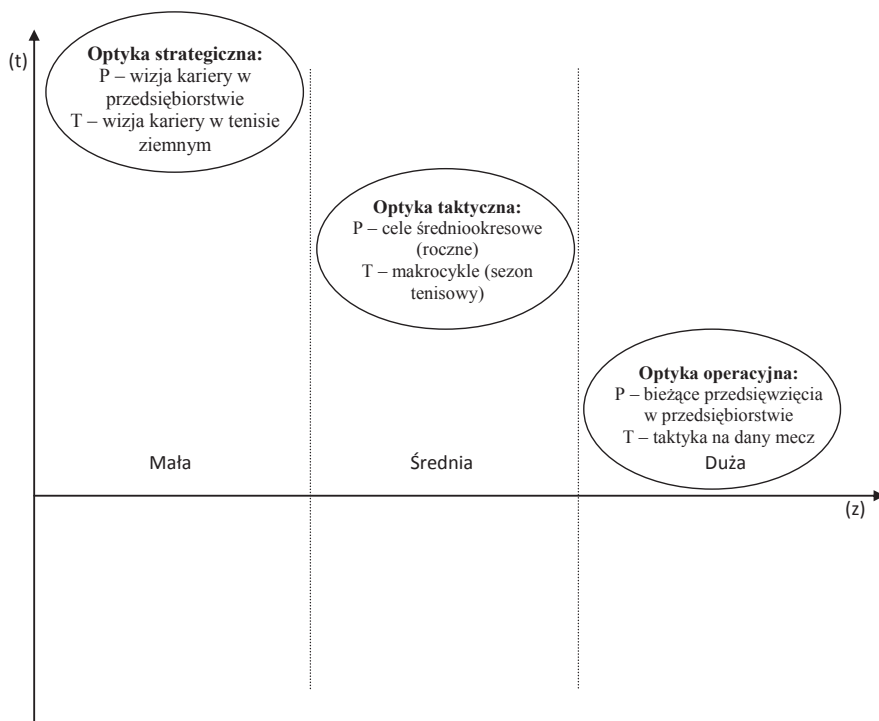 (t)
Optyka strategiczna:
P – wizja kariery w
przedsiębiorstwie
T – wizja kariery w tenisie
ziemnym
Optyka taktyczna:
P – cele średniookresowe
(roczne)
T – makrocykle (sezon
tenisowy)
Optyka operacyjna:
P – bieżące przedsięwzięcia
w przedsiębiorstwie
T – taktyka na dany mecz
Mała
Średnia
Duża
(z)